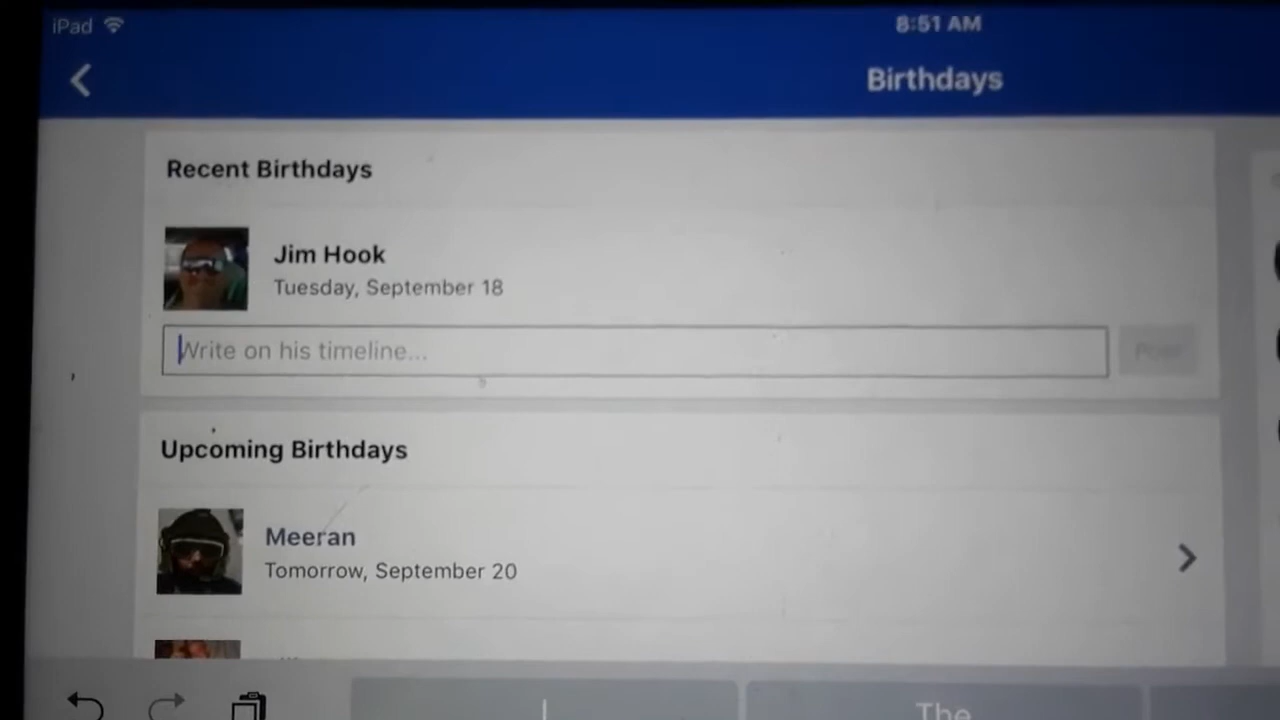 iPad
8:51 AM
Birthdays
Recent Birthdays
Jim Hook
Tuesday, September 18
Write on his timeline...
Post
Upcoming Birthdays
Meeran
Tomorrow, September 20
I
The